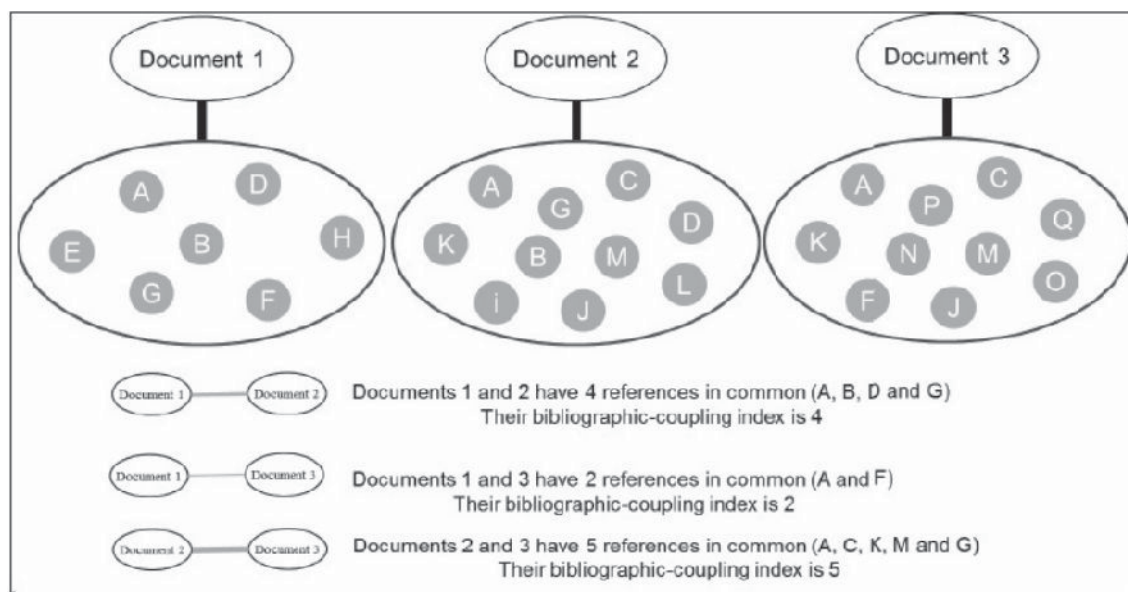 Document 1
Document 2
Document 3
A
D
E
B
H
G
F
A
C
G
D
K
B
M
L
i
J
A
C
P
Q
K
N
M
O
F
J
Document 1
Document 2
Documents 1 and 2 have 4 references in common (A, B, D and G)
Their bibliographic-coupling index is 4
Document 1
Document 3
Documents 1 and 3 have 2 references in common (A and F)
Their bibliographic-coupling index is 2
Document 2
Document 3
Documents 2 and 3 have 5 references in common (A, C, K, M and G)
Their bibliographic-coupling index is 5